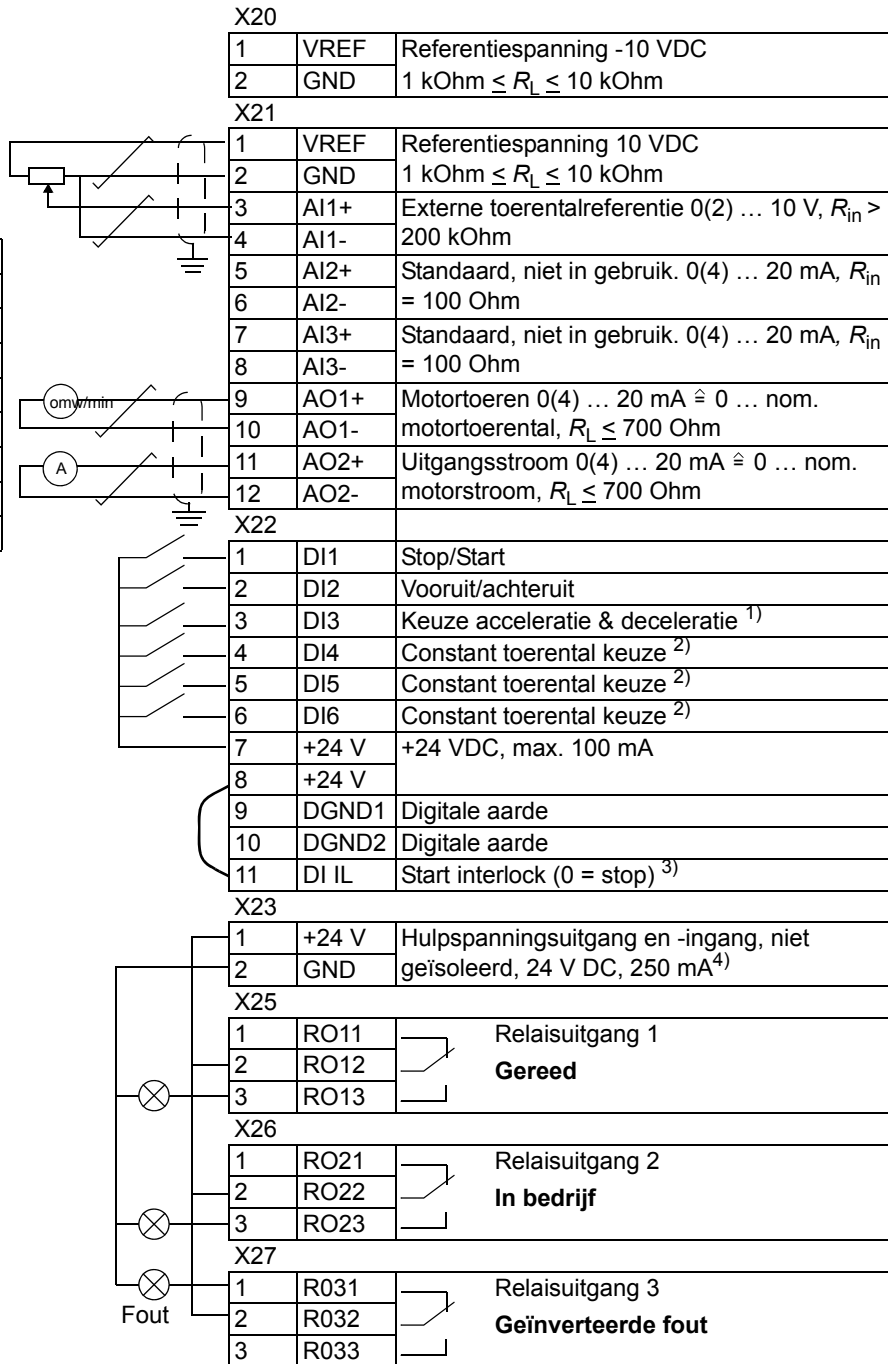 X20
1 VREF Referentiespanning -10 VDC
2 GND 1 kOhm ≤ RL ≤ 10 kOhm
X21
1 VREF Referentiespanning 10 VDC
2 GND 1 kOhm ≤ RL ≤ 10 kOhm
3 AI1+ Externe toerentalreferentie 0(2) … 10 V, Rin >
4 AI1- 200 kOhm
5 AI2+ Standaard, niet in gebruik. 0(4) … 20 mA, Rin
6 AI2- = 100 Ohm
7 AI3+ Standaard, niet in gebruik. 0(4) … 20 mA, Rin
8 AI3- = 100 Ohm
omw/min 9 AO1+ Motortoeren 0(4) … 20 mA ≙ 0 … nom.
10 AO1- motortoerental, RL ≤ 700 Ohm
A 11 AO2+ Uitgangsstroom 0(4) … 20 mA ≙ 0 … nom.
12 AO2- motorstroom, RL ≤ 700 Ohm
X22
1 DI1 Stop/Start
2 DI2 Vooruit/achteruit
3 DI3 Keuze acceleratie & deceleratie 1)
4 DI4 Constant toerental keuze 2)
5 DI5 Constant toerental keuze 2)
6 DI6 Constant toerental keuze 2)
7 +24 V +24 VDC, max. 100 mA
8 +24 V
9 DGND1 Digitale aarde
10 DGND2 Digitale aarde
11 DI IL Start interlock (0 = stop) 3)
X23
1 +24 V Hulpspanningsuitgang en -ingang, niet
2 GND geïsoleerd, 24 V DC, 250 mA4)
X25
1 RO11 Relaisuitgang 1
2 RO12 Gereed
3 RO13
X26
1 RO21 Relaisuitgang 2
2 RO22 In bedrijf
3 RO23
X27
1 R031 Relaisuitgang 3
Fout 2 R032 Geïnverteerde fout
3 R033